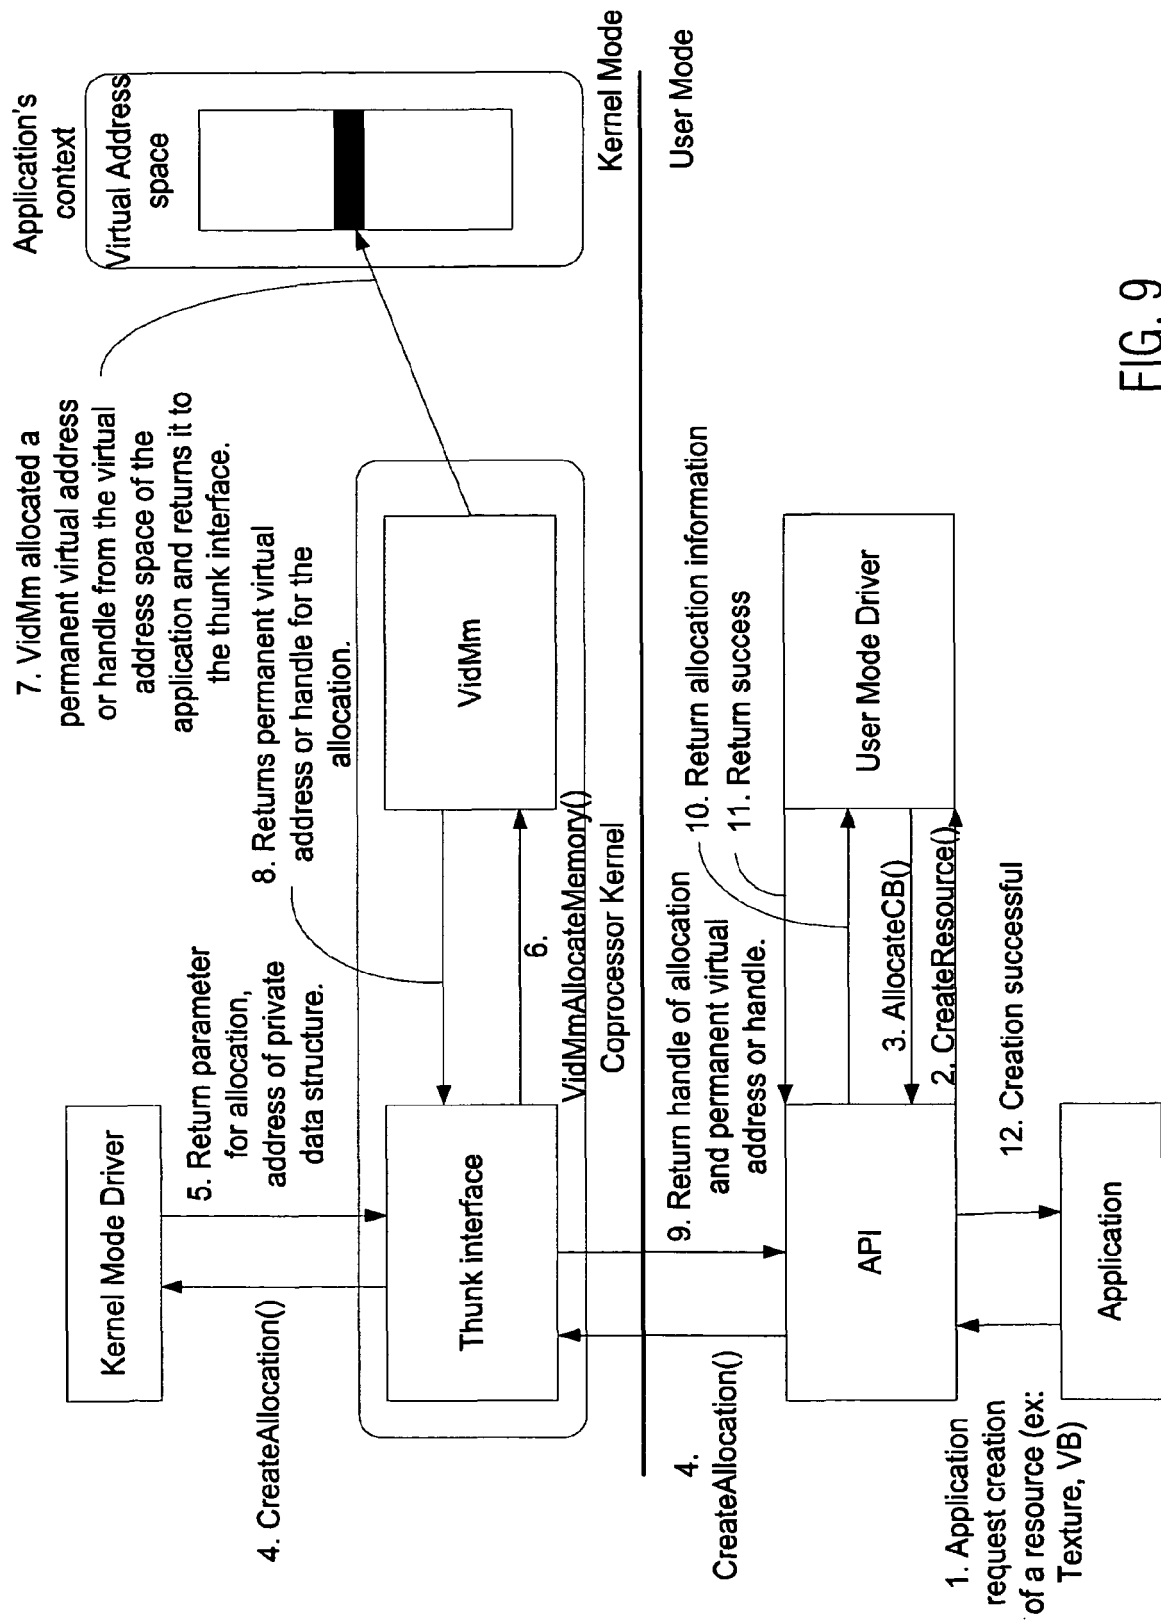 Application's
context
Virtual Address
space
Kernel Mode
User Mode
7. VidMm allocated a
permanent virtual address
or handle from the virtual
address space of the
application and returns it to
the thunk interface.
8. Returns permanent virtual
address or handle for the
allocation.
VidMm
6.
VidMmAllocateMemory()
Coprocessor Kernel
Kernel Mode Driver
5. Return parameter
for allocation,
address of private
data structure.
4. CreateAllocation()
Thunk interface
10. Return allocation information
11. Return success
User Mode Driver
9. Return handle of allocation
and permanent virtual
address or handle.
3. AllocateCB()
2. CreateResource()
12. Creation successful
4.
CreateAllocation()
API
Application
1. Application
request creation
of a resource (ex:
Texture, VB)
FIG. 9